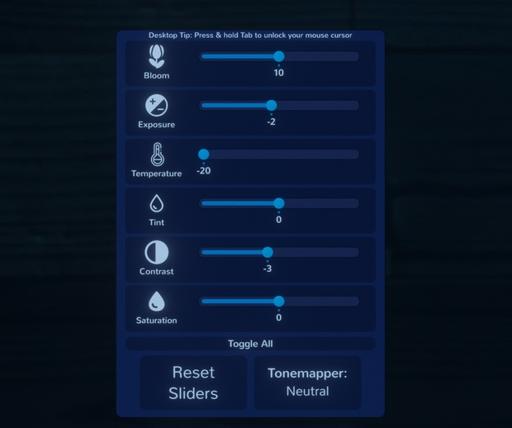 Desktop Tip: Press & hold Tab to unlock your mouse cursor
Bloom
10
Exposure
-2
Temperature
-20
Tint
0
Contrast
-3
Saturation
0
Toggle All
Reset
Sliders
Tonemapper:
Neutral